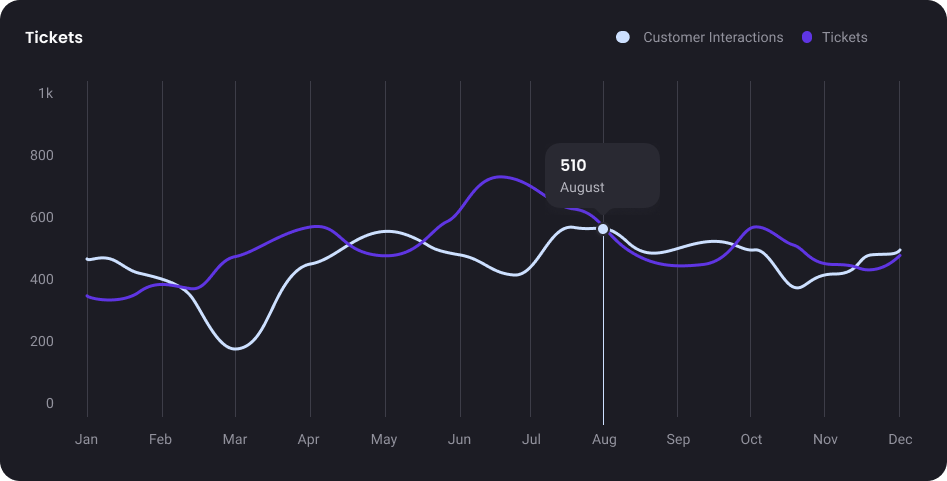 Tickets
Customer Interactions
Tickets
1k
800
600
400
200
0
510
August
Jan Feb Mar Apr May Jun Jul Aug Sep Oct Nov Dec